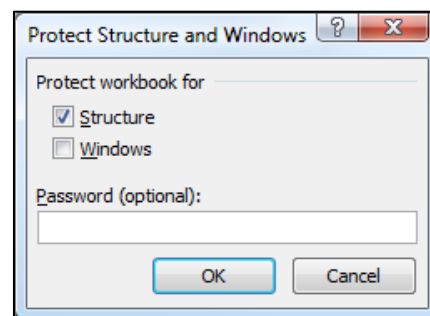 Protect Structure and Windows
Protect workbook for
Structure
Windows
Password (optional):
OK
Cancel